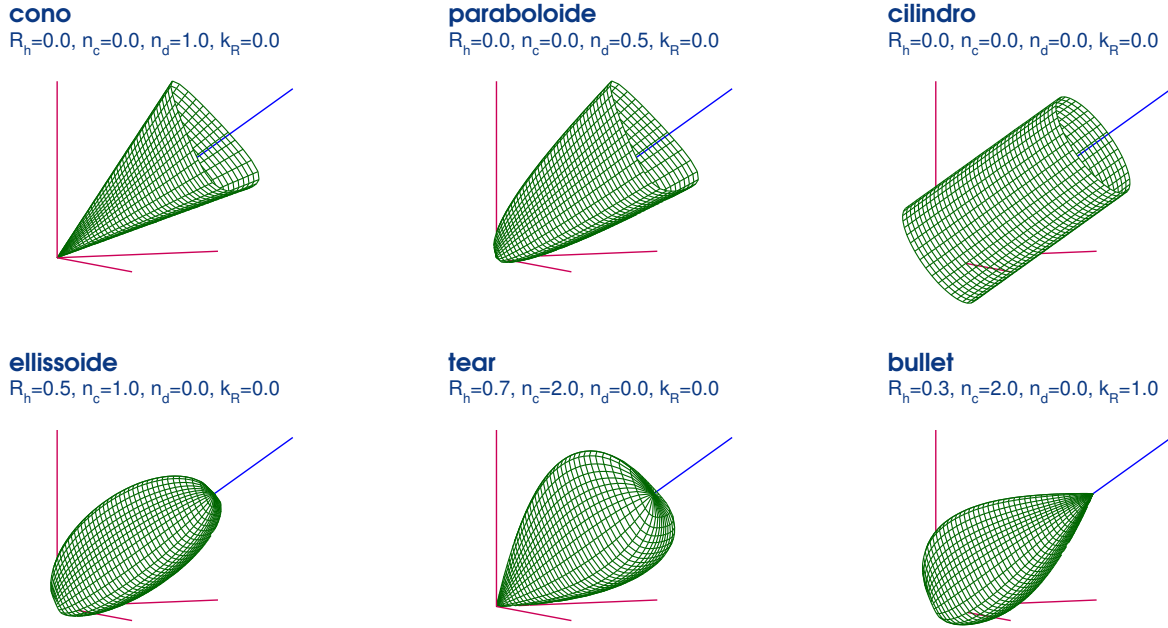 cono
R_h=0.0, n_c=0.0, n_d=1.0, k_R=0.0
paraboloide
R_h=0.0, n_c=0.0, n_d=0.5, k_R=0.0
cilindro
R_h=0.0, n_c=0.0, n_d=0.0, k_R=0.0
ellissoide
R_h=0.5, n_c=1.0, n_d=0.0, k_R=0.0
tear
R_h=0.7, n_c=2.0, n_d=0.0, k_R=0.0
bullet
R_h=0.3, n_c=2.0, n_d=0.0, k_R=1.0